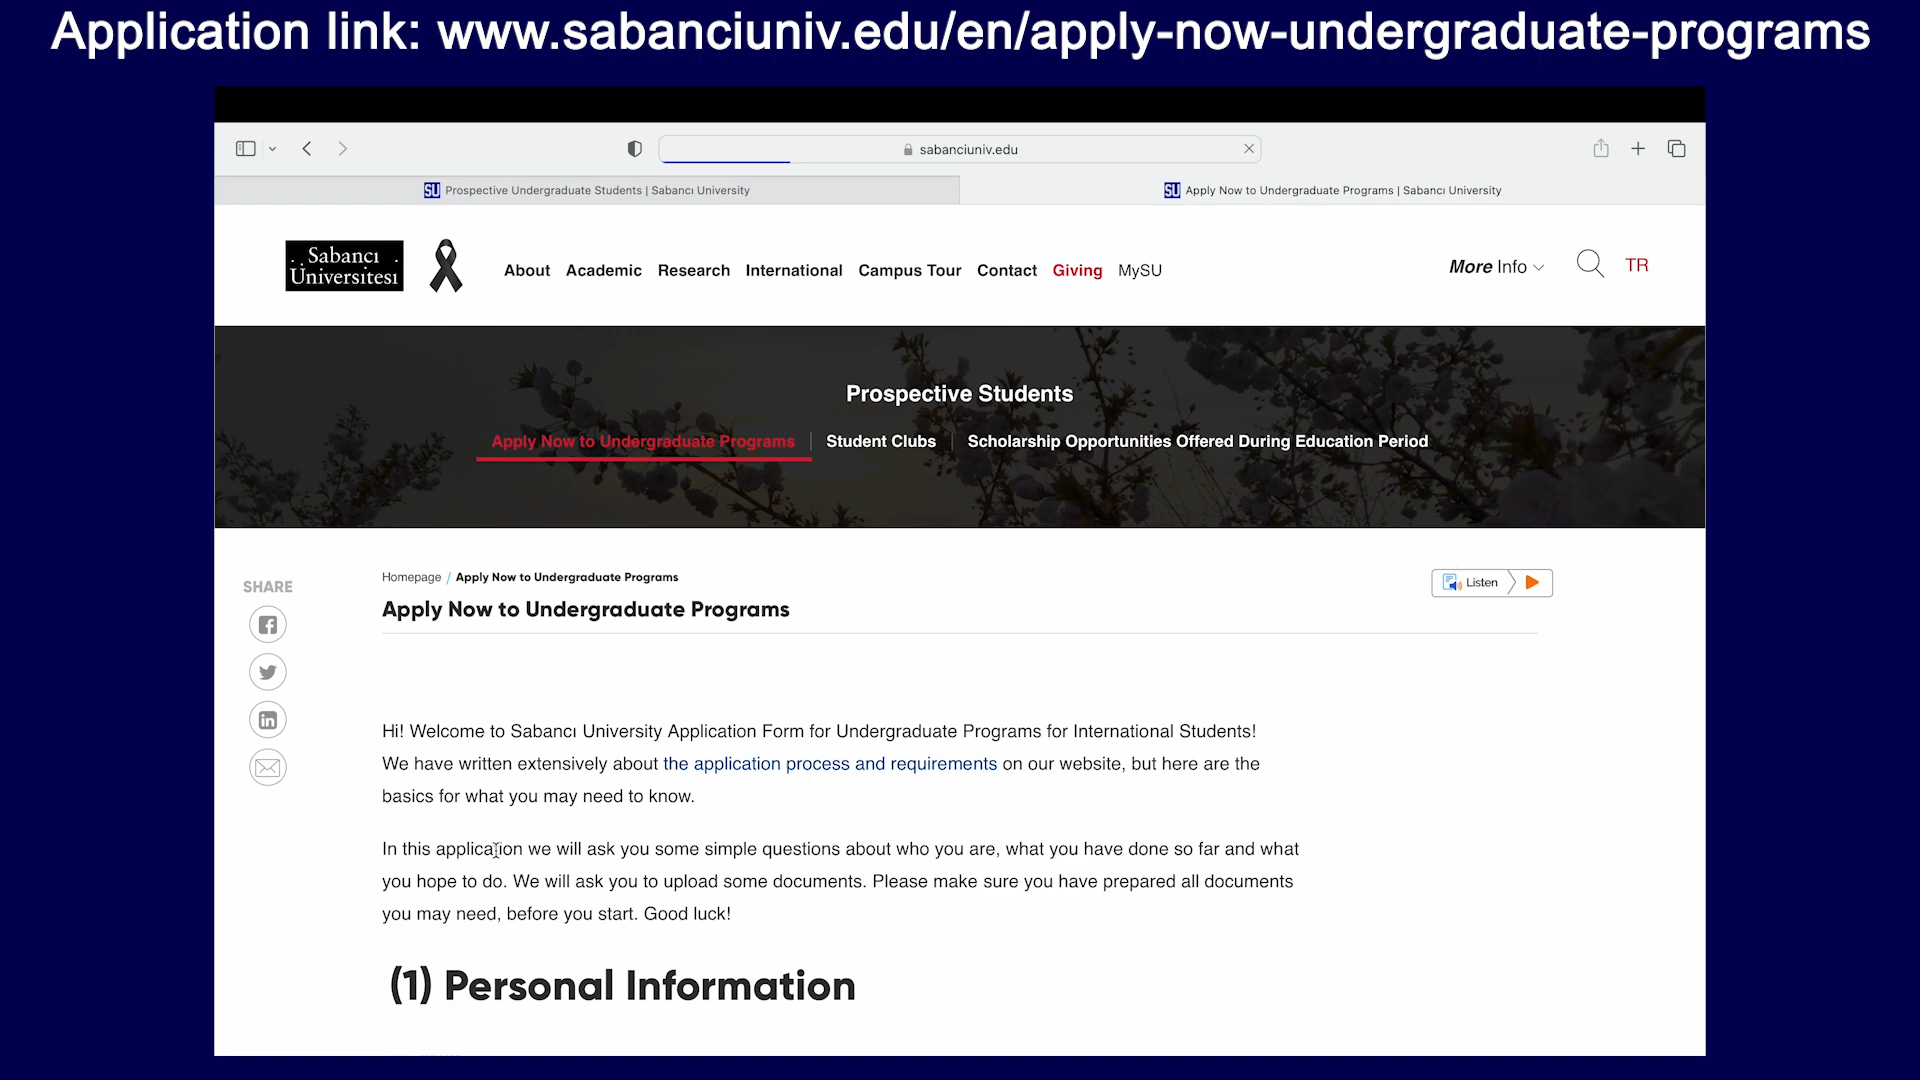 Application link: www.sabanciuniv.edu/en/apply-now-undergraduate-programs
sabanciuniv.edu
SU Prospective Undergraduate Students | Sabancı University
SU Apply Now to Undergraduate Programs | Sabancı University
Sabancı
Üniversitesi
About Academic Research International Campus Tour Contact Giving MySU
More Info
TR
Prospective Students
Apply Now to Undergraduate Programs
Student Clubs
Scholarship Opportunities Offered During Education Period
SHARE
Homepage / Apply Now to Undergraduate Programs
Listen
Apply Now to Undergraduate Programs
Hi! Welcome to Sabancı University Application Form for Undergraduate Programs for International Students!
We have written extensively about the application process and requirements on our website, but here are the
basics for what you may need to know.
In this application we will ask you some simple questions about who you are, what you have done so far and what
you hope to do. We will ask you to upload some documents. Please make sure you have prepared all documents
you may need, before you start. Good luck!
(1) Personal Information